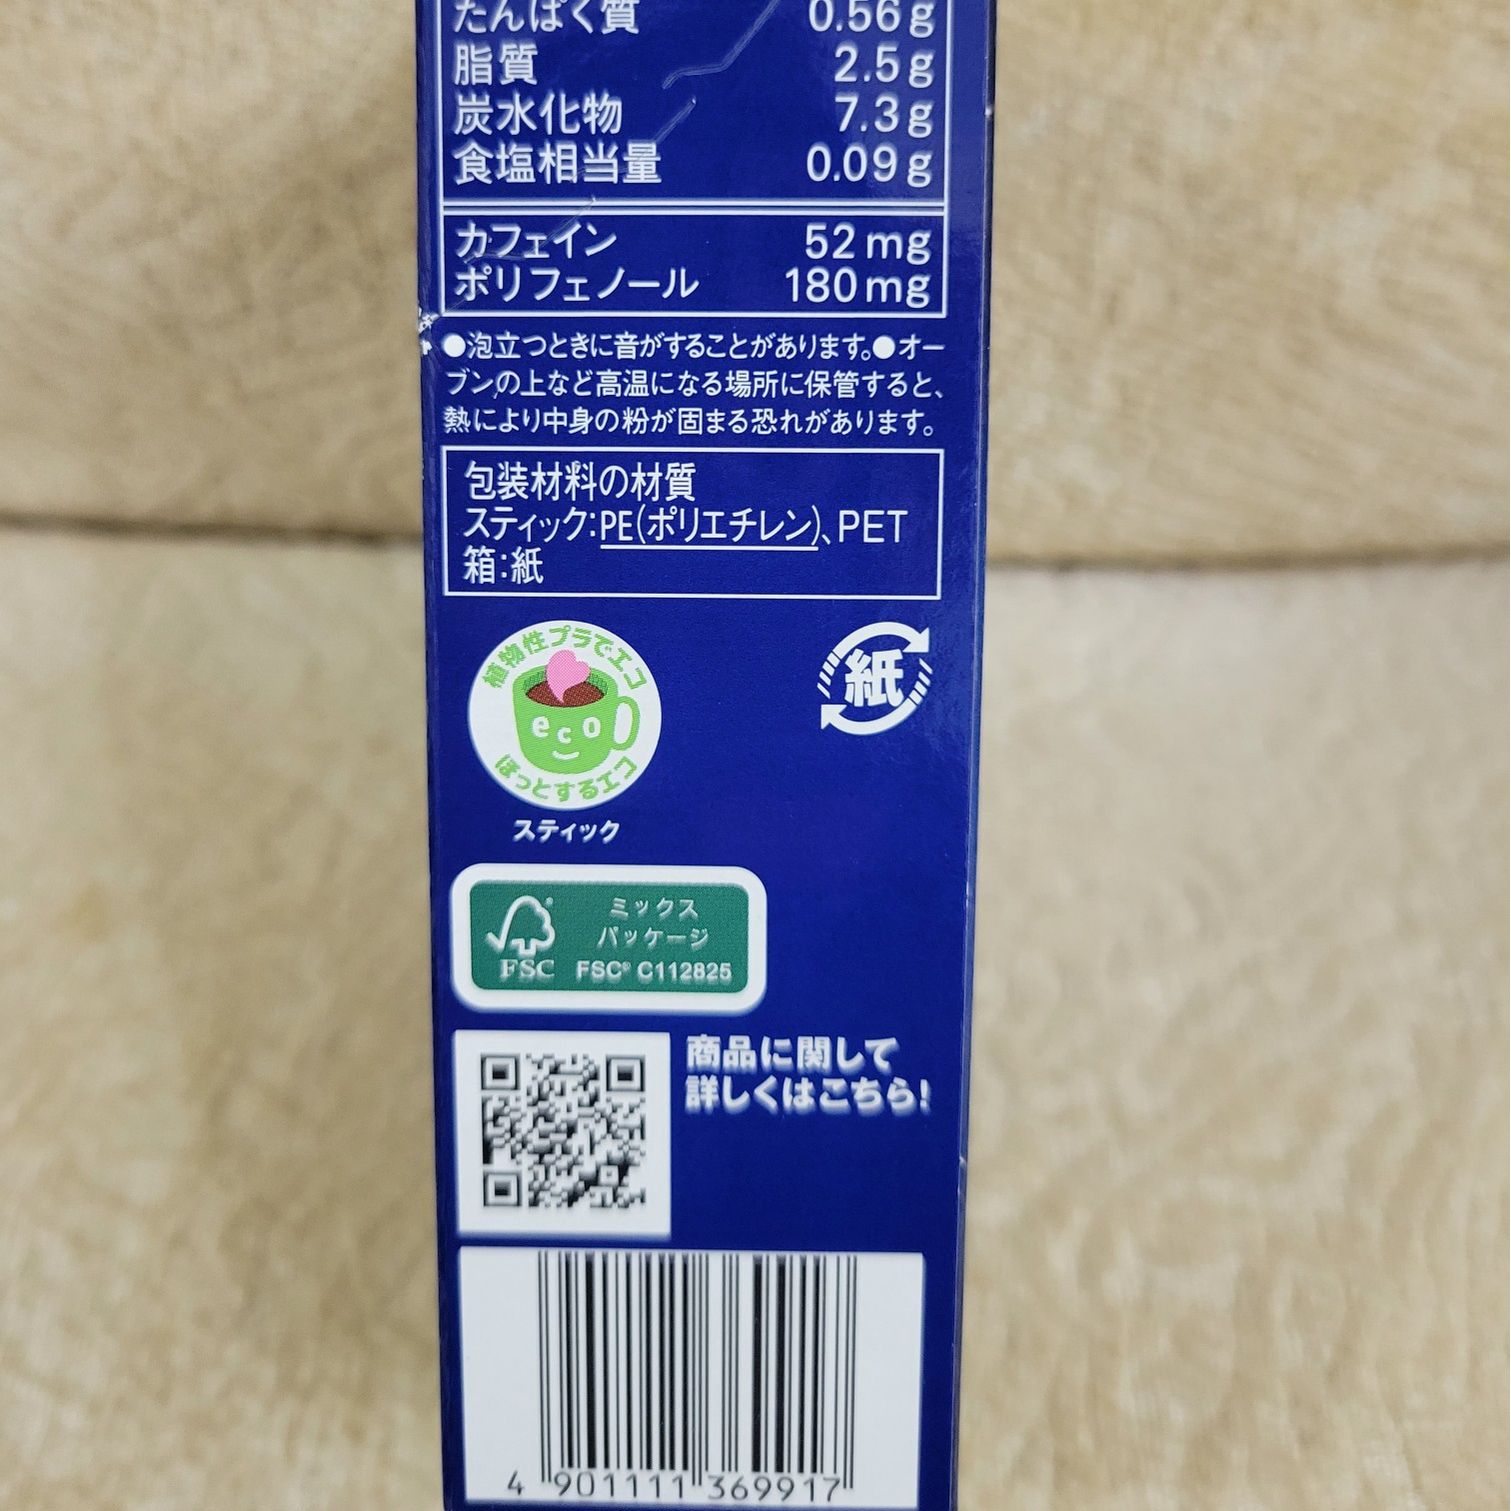 たんぱく質 0.56g
脂質 2.5g
炭水化物 7.3g
食塩相当量 0.09g
カフェイン 52mg
ポリフェノール 180mg
●泡立つときに音がすることがあります。●オー
ブンの上など高温になる場所に保管すると、
熱により中身の粉が固まる恐れがあります。
包装材料の材質
スティック:PE(ポリエチレン)、PET
箱:紙
植物性プラでエコ
eco
ほっとするエコ
スティック
紙
ミックス
パッケージ
FSC
FSC® C112825
商品に関して
詳しくはこちら!
4 901111 369917